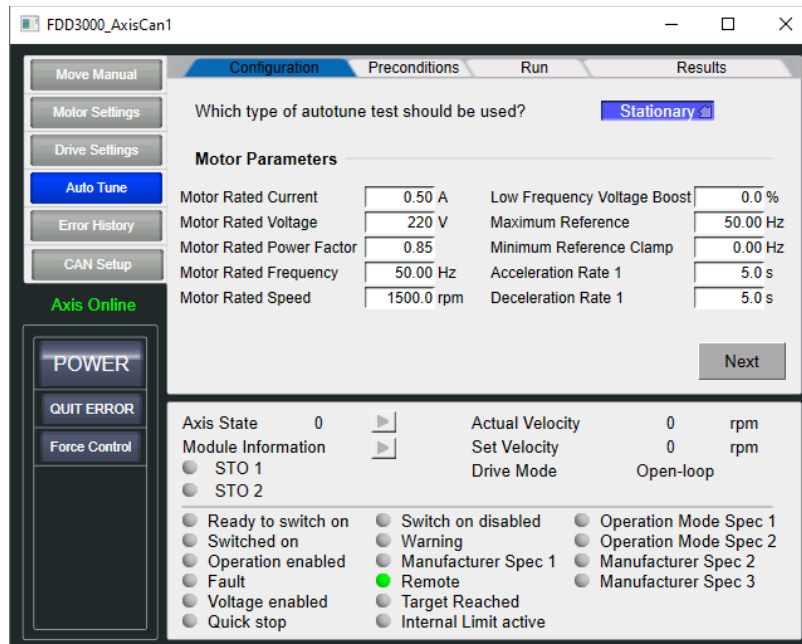 FDD3000_AxisCan1
Move Manual
Motor Settings
Drive Settings
Auto Tune
Error History
CAN Setup
Axis Online
POWER
QUIT ERROR
Force Control
Configuration Preconditions Run Results
Which type of autotune test should be used? Stationary
Motor Parameters
Motor Rated Current 0.50 A Low Frequency Voltage Boost 0.0 %
Motor Rated Voltage 220 V Maximum Reference 50.00 Hz
Motor Rated Power Factor 0.85 Minimum Reference Clamp 0.00 Hz
Motor Rated Frequency 50.00 Hz Acceleration Rate 1 5.0 s
Motor Rated Speed 1500.0 rpm Deceleration Rate 1 5.0 s
Next
Axis State 0 Actual Velocity 0 rpm
Module Information Set Velocity 0 rpm
STO 1 Drive Mode Open-loop
STO 2
Ready to switch on Switch on disabled Operation Mode Spec 1
Switched on Warning Operation Mode Spec 2
Operation enabled Manufacturer Spec 1 Manufacturer Spec 2
Fault Remote Manufacturer Spec 3
Voltage enabled Target Reached
Quick stop Internal Limit active